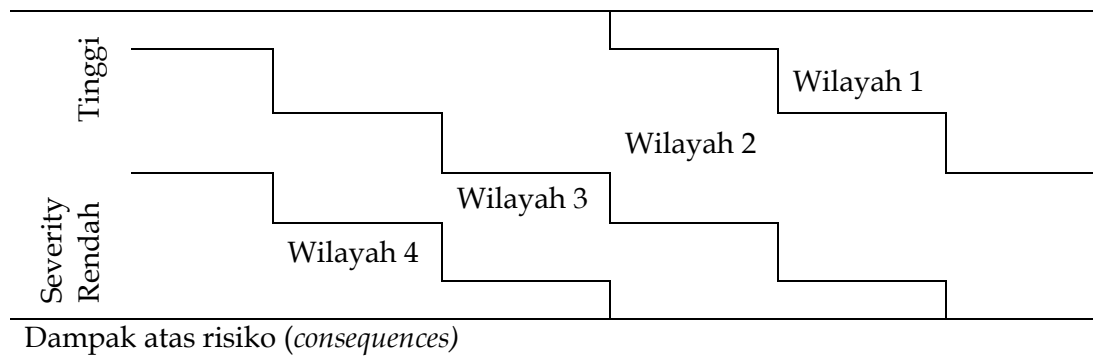 Tinggi
Wilayah 1
Wilayah 2
Wilayah 3
Severity
Rendah
Wilayah 4
Dampak atas risiko (consequences)